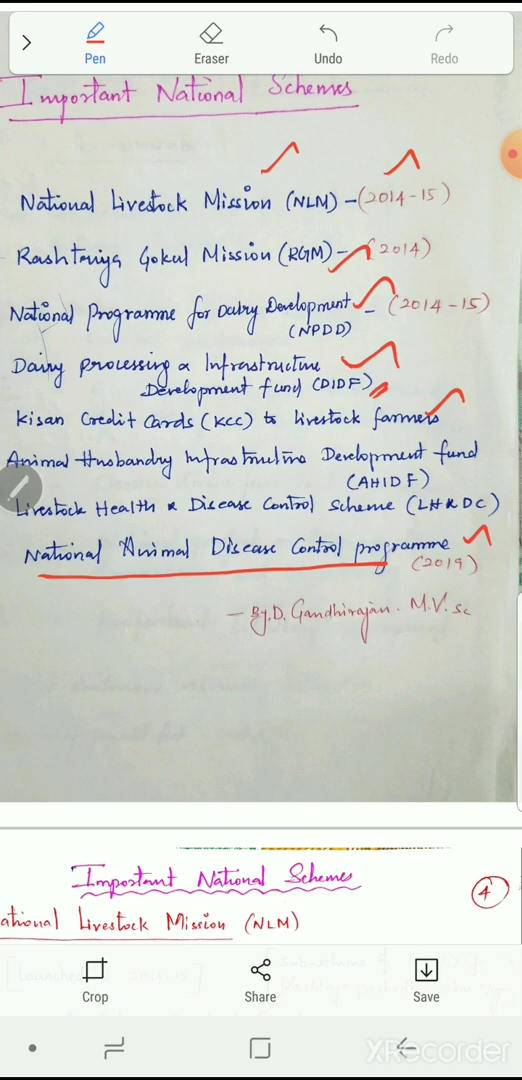 Pen
Eraser
Undo
Redo
Important National Schemes
National Livestock Mission (NLM) - (2014-15)
Rashtriya Gokul Mission (RGM) - (2014)
National Programme for Dairy Development - (2014-15)
(NPDD)
Dairy processing & Infrastructure
Development fund (DIDF)
Kisan Credit Cards (KCC) to livestock farmers
Animal Husbandry Infrastructure Development fund
(AHIDF)
Livestock Health & Disease Control Scheme (LH&DC)
National Animal Disease Control programme
(2019)
- By. D. Gandhirajan. M.V.Sc
Important National Schemes
4
ational Livestock Mission (NLM)
Crop
Share
Save
XRecorder